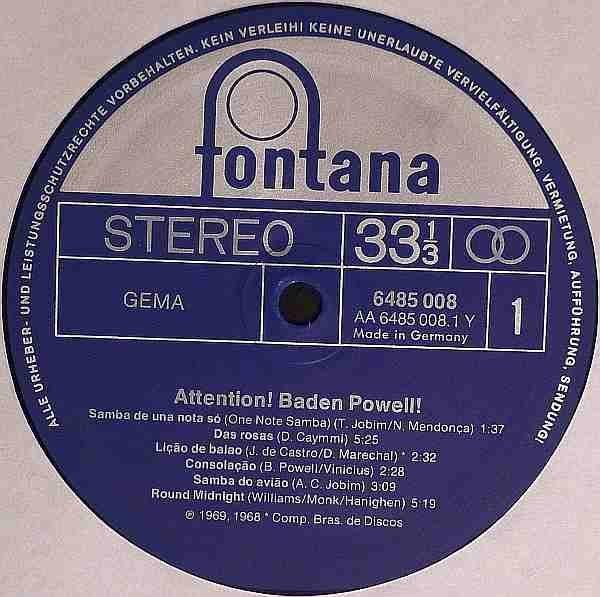 ALLE URHEBER- UND LEISTUNGSSCHUTZRECHTE VORBEHALTEN. KEIN VERLEIH! KEINE UNERLAUBTE VERVIELFÄLTIGUNG, VERMIETUNG, AUFFÜHRUNG, SENDUNG!
fontana
STEREO 33 1/3
GEMA
6485 008
AA 6485 008.1 Y
Made in Germany
1
Attention! Baden Powell!
Samba de una nota só (One Note Samba) (T. Jobim/N. Mendonça) 1:37
Das rosas (D. Caymmi) 5:25
Lição de baiao (J. de Castro/D. Marechal) * 2:32
Consolação (B. Powell/Vinicius) 2:28
Samba do avião (A. C. Jobim) 3:09
Round Midnight (Williams/Monk/Hanighen) 5:19
℗ 1969, 1968 * Comp. Bras. de Discos